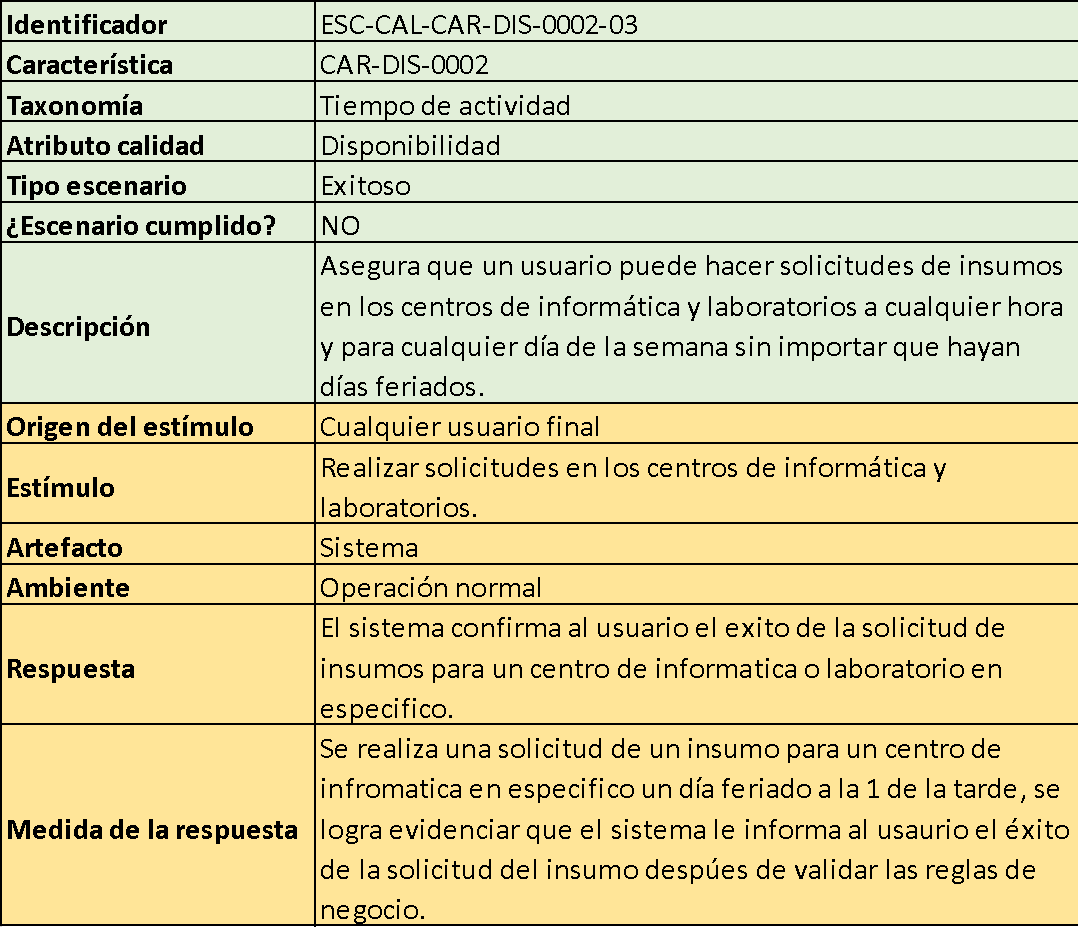 Identificador ESC-CAL-CAR-DIS-0002-03
Característica CAR-DIS-0002
Taxonomía Tiempo de actividad
Atributo calidad Disponibilidad
Tipo escenario Exitoso
¿Escenario cumplido? NO
Descripción
Asegura que un usuario puede hacer solicitudes de insumos
en los centros de informática y laboratorios a cualquier hora
y para cualquier día de la semana sin importar que hayan
días feriados.
Origen del estímulo Cualquier usuario final
Estímulo
Realizar solicitudes en los centros de informática y
laboratorios.
Artefacto Sistema
Ambiente Operación normal
Respuesta
El sistema confirma al usuario el exito de la solicitud de
insumos para un centro de informatica o laboratorio en
especifico.
Medida de la respuesta
Se realiza una solicitud de un insumo para un centro de
infromatica en especifico un día feriado a la 1 de la tarde, se
logra evidenciar que el sistema le informa al usaurio el éxito
de la solicitud del insumo despúes de validar las reglas de
negocio.